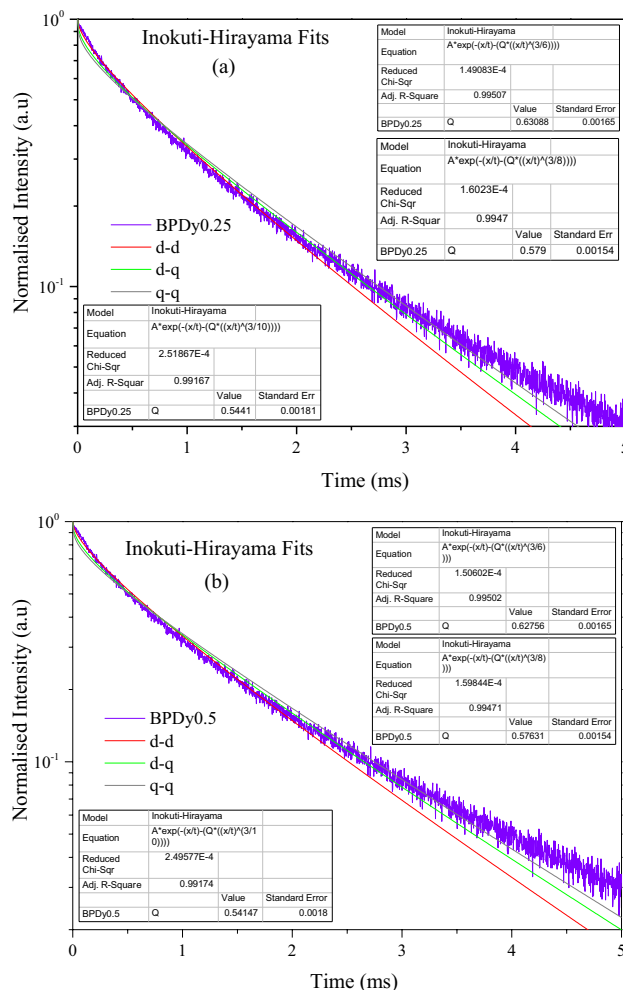 10^0
Inokuti-Hirayama Fits
(a)
Model Inokuti-Hirayama
Equation A*exp(-(x/t)-(Q*((x/t)^(3/6))))
Reduced Chi-Sqr 1.49083E-4
Adj. R-Square 0.99507
Value Standard Error
BPDy0.25 Q 0.63088 0.00165
Model Inokuti-Hirayama
Equation A*exp(-(x/t)-(Q*((x/t)^(3/8))))
Reduced Chi-Sqr 1.6023E-4
Adj. R-Squar 0.9947
Value Standard Err
BPDy0.25 Q 0.579 0.00154
BPDy0.25
d-d
d-q
q-q
10^-1
Normalised Intensity (a.u)
Model Inokuti-Hirayama
Equation A*exp(-(x/t)-(Q*((x/t)^(3/10))))
Reduced Chi-Sqr 2.51867E-4
Adj. R-Squar 0.99167
Value Standard Err
BPDy0.25 Q 0.5441 0.00181
0 1 2 3 4 5
Time (ms)
10^0
Inokuti-Hirayama Fits
(b)
Model Inokuti-Hirayama
Equation A*exp(-(x/t)-(Q*((x/t)^(3/6)
)))
Reduced Chi-Sqr 1.50602E-4
Adj. R-Square 0.99502
Value Standard Error
BPDy0.5 Q 0.62756 0.00165
Model Inokuti-Hirayama
Equation A*exp(-(x/t)-(Q*((x/t)^(3/8)
)))
Reduced Chi-Sqr 1.59844E-4
Adj. R-Square 0.99471
Value Standard Error
BPDy0.5 Q 0.57631 0.00154
BPDy0.5
d-d
d-q
q-q
10^-1
Normalised Intensity (a.u)
Model Inokuti-Hirayama
Equation A*exp(-(x/t)-(Q*((x/t)^(3/1
0))))
Reduced Chi-Sqr 2.49577E-4
Adj. R-Square 0.99174
Value Standard Error
BPDy0.5 Q 0.54147 0.0018
0 1 2 3 4 5
Time (ms)